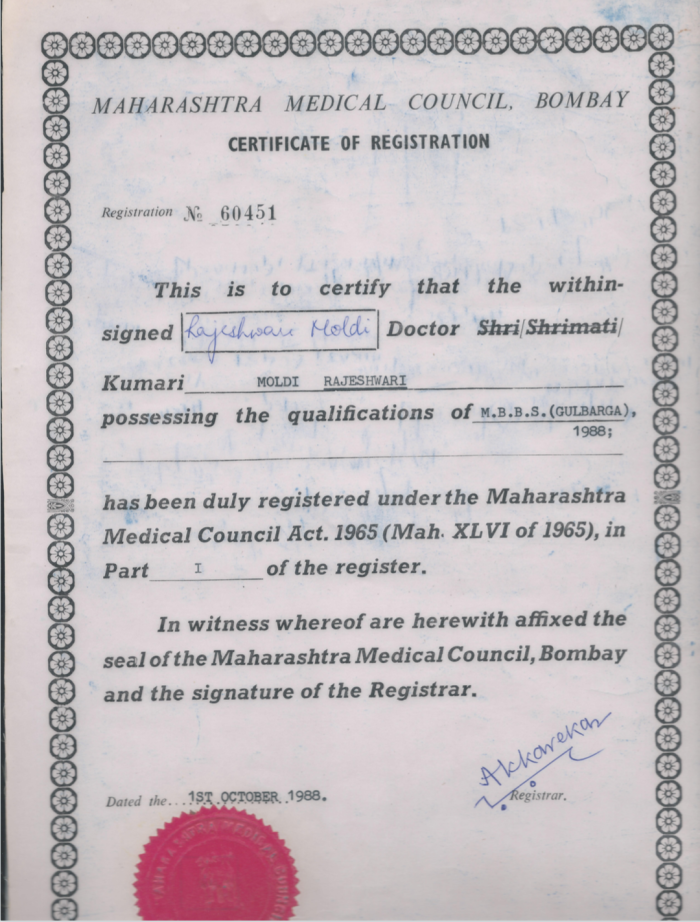 MAHARASHTRA MEDICAL COUNCIL, BOMBAY
CERTIFICATE OF REGISTRATION
Registration № 60451
This is to certify that the within-
signed Rajeshwari Moldi Doctor Shri/Shrimati/
Kumari MOLDI RAJESHWARI
possessing the qualifications of M.B.B.S.(GULBARGA),
1988;
has been duly registered under the Maharashtra
Medical Council Act. 1965 (Mah. XLVI of 1965), in
Part I of the register.
In witness whereof are herewith affixed the
seal of the Maharashtra Medical Council, Bombay
and the signature of the Registrar.
Akkarekar
Dated the...1ST OCTOBER 1988.
Registrar.
MAHARASHTRA MEDICAL COUNCIL